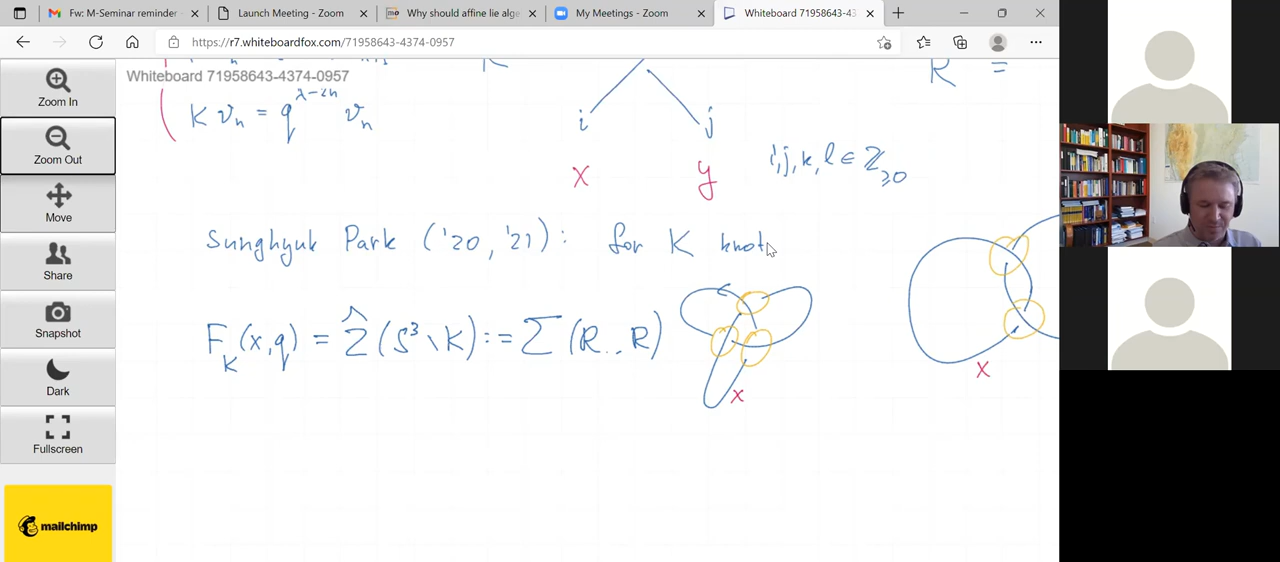 Fw: M-Seminar reminder -
Launch Meeting - Zoom
Why should affine lie alge
My Meetings - Zoom
Whiteboard 71958643-43
https://r7.whiteboardfox.com/71958643-4374-0957
Whiteboard 71958643-4374-0957
Zoom In
Zoom Out
Move
Share
Snapshot
Dark
Fullscreen
mailchimp
R
R =
K v_n = q^{λ-2n} v_n
i j
x y
i,j,k,l ∈ ℤ_{≥0}
Sunghyuk Park ('20, '21): for K knot
F_K(x,q) = Ẑ(S³\K) := Σ(R..R)
x
x